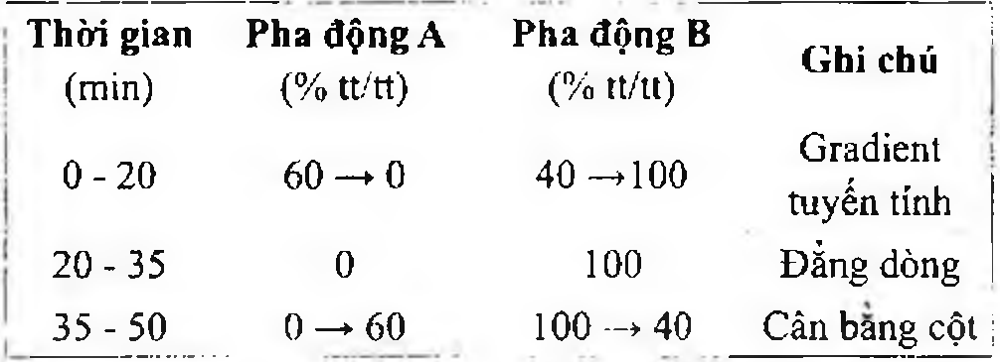 Thời gian Pha động A Pha động B Ghi chú
(min) (% tt/tt) (% tt/tt)
0 - 20 60 → 0 40 → 100 Gradient
tuyến tính
20 - 35 0 100 Đẳng dòng
35 - 50 0 → 60 100 → 40 Cân bằng cột